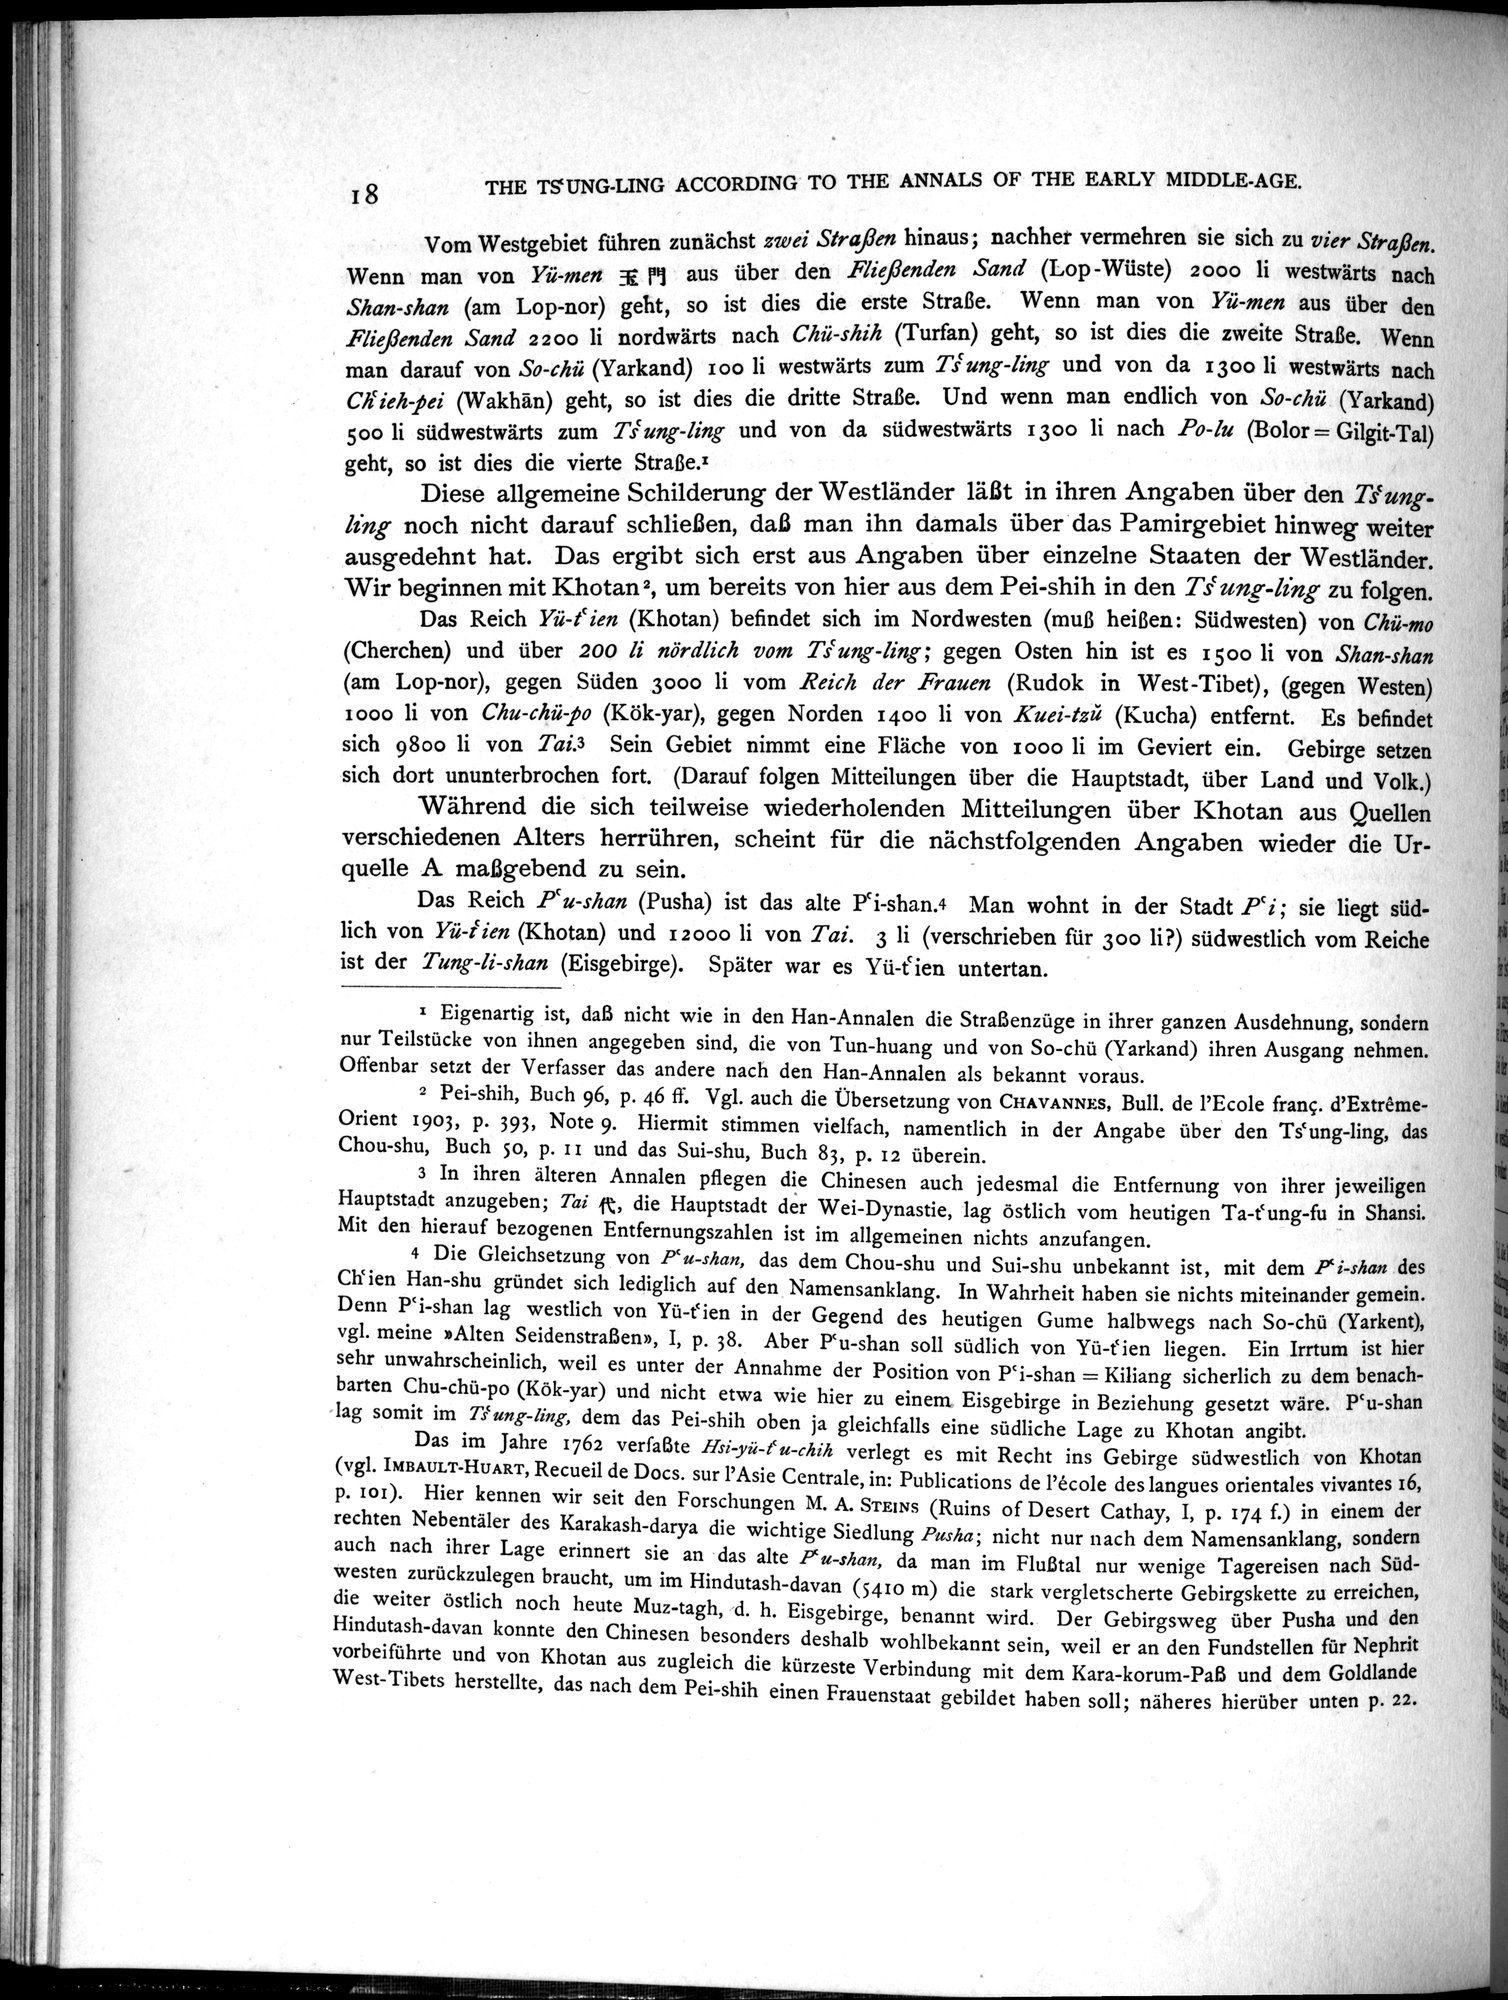 18
THE TSʿUNG-LING ACCORDING TO THE ANNALS OF THE EARLY MIDDLE-AGE.
Vom Westgebiet führen zunächst zwei Straßen hinaus; nachher vermehren sie sich zu vier Straßen.
Wenn man von Yü-men 玉門 aus über den Fließenden Sand (Lop-Wüste) 2000 li westwärts nach
Shan-shan (am Lop-nor) geht, so ist dies die erste Straße. Wenn man von Yü-men aus über den
Fließenden Sand 2200 li nordwärts nach Chü-shih (Turfan) geht, so ist dies die zweite Straße. Wenn
man darauf von So-chü (Yarkand) 100 li westwärts zum Tsʿung-ling und von da 1300 li westwärts nach
Chʿieh-pei (Wakhān) geht, so ist dies die dritte Straße. Und wenn man endlich von So-chü (Yarkand)
500 li südwestwärts zum Tsʿung-ling und von da südwestwärts 1300 li nach Po-lu (Bolor = Gilgit-Tal)
geht, so ist dies die vierte Straße.¹
Diese allgemeine Schilderung der Westländer läßt in ihren Angaben über den Tsʿung-
ling noch nicht darauf schließen, daß man ihn damals über das Pamirgebiet hinweg weiter
ausgedehnt hat. Das ergibt sich erst aus Angaben über einzelne Staaten der Westländer.
Wir beginnen mit Khotan², um bereits von hier aus dem Pei-shih in den Tsʿung-ling zu folgen.
Das Reich Yü-tʿien (Khotan) befindet sich im Nordwesten (muß heißen: Südwesten) von Chü-mo
(Cherchen) und über 200 li nördlich vom Tsʿung-ling; gegen Osten hin ist es 1500 li von Shan-shan
(am Lop-nor), gegen Süden 3000 li vom Reich der Frauen (Rudok in West-Tibet), (gegen Westen)
1000 li von Chu-chü-po (Kök-yar), gegen Norden 1400 li von Kuei-tzŭ (Kucha) entfernt. Es befindet
sich 9800 li von Tai.³ Sein Gebiet nimmt eine Fläche von 1000 li im Geviert ein. Gebirge setzen
sich dort ununterbrochen fort. (Darauf folgen Mitteilungen über die Hauptstadt, über Land und Volk.)
Während die sich teilweise wiederholenden Mitteilungen über Khotan aus Quellen
verschiedenen Alters herrühren, scheint für die nächstfolgenden Angaben wieder die Ur-
quelle A maßgebend zu sein.
Das Reich Pʿu-shan (Pusha) ist das alte Pʿi-shan.⁴ Man wohnt in der Stadt Pʿi; sie liegt süd-
lich von Yü-tʿien (Khotan) und 12000 li von Tai. 3 li (verschrieben für 300 li?) südwestlich vom Reiche
ist der Tung-li-shan (Eisgebirge). Später war es Yü-tʿien untertan.
¹ Eigenartig ist, daß nicht wie in den Han-Annalen die Straßenzüge in ihrer ganzen Ausdehnung, sondern
nur Teilstücke von ihnen angegeben sind, die von Tun-huang und von So-chü (Yarkand) ihren Ausgang nehmen.
Offenbar setzt der Verfasser das andere nach den Han-Annalen als bekannt voraus.
² Pei-shih, Buch 96, p. 46 ff. Vgl. auch die Übersetzung von CHAVANNES, Bull. de l'Ecole franç. d'Extrême-
Orient 1903, p. 393, Note 9. Hiermit stimmen vielfach, namentlich in der Angabe über den Tsʿung-ling, das
Chou-shu, Buch 50, p. 11 und das Sui-shu, Buch 83, p. 12 überein.
³ In ihren älteren Annalen pflegen die Chinesen auch jedesmal die Entfernung von ihrer jeweiligen
Hauptstadt anzugeben; Tai 代, die Hauptstadt der Wei-Dynastie, lag östlich vom heutigen Ta-tʿung-fu in Shansi.
Mit den hierauf bezogenen Entfernungszahlen ist im allgemeinen nichts anzufangen.
⁴ Die Gleichsetzung von Pʿu-shan, das dem Chou-shu und Sui-shu unbekannt ist, mit dem Pʿi-shan des
Chʿien Han-shu gründet sich lediglich auf den Namensanklang. In Wahrheit haben sie nichts miteinander gemein.
Denn Pʿi-shan lag westlich von Yü-tʿien in der Gegend des heutigen Gume halbwegs nach So-chü (Yarkent),
vgl. meine »Alten Seidenstraßen», I, p. 38. Aber Pʿu-shan soll südlich von Yü-tʿien liegen. Ein Irrtum ist hier
sehr unwahrscheinlich, weil es unter der Annahme der Position von Pʿi-shan = Kiliang sicherlich zu dem benach-
barten Chu-chü-po (Kök-yar) und nicht etwa wie hier zu einem Eisgebirge in Beziehung gesetzt wäre. Pʿu-shan
lag somit im Tsʿung-ling, dem das Pei-shih oben ja gleichfalls eine südliche Lage zu Khotan angibt.
Das im Jahre 1762 verfaßte Hsi-yü-tʿu-chih verlegt es mit Recht ins Gebirge südwestlich von Khotan
(vgl. IMBAULT-HUART, Recueil de Docs. sur l'Asie Centrale, in: Publications de l'école des langues orientales vivantes 16,
p. 101). Hier kennen wir seit den Forschungen M. A. STEINS (Ruins of Desert Cathay, I, p. 174 f.) in einem der
rechten Nebentäler des Karakash-darya die wichtige Siedlung Pusha; nicht nur nach dem Namensanklang, sondern
auch nach ihrer Lage erinnert sie an das alte Pʿu-shan, da man im Flußtal nur wenige Tagereisen nach Süd-
westen zurückzulegen braucht, um im Hindutash-davan (5410 m) die stark vergletscherte Gebirgskette zu erreichen,
die weiter östlich noch heute Muz-tagh, d. h. Eisgebirge, benannt wird. Der Gebirgsweg über Pusha und den
Hindutash-davan konnte den Chinesen besonders deshalb wohlbekannt sein, weil er an den Fundstellen für Nephrit
vorbeiführte und von Khotan aus zugleich die kürzeste Verbindung mit dem Kara-korum-Paß und dem Goldlande
West-Tibets herstellte, das nach dem Pei-shih einen Frauenstaat gebildet haben soll; näheres hierüber unten p. 22.